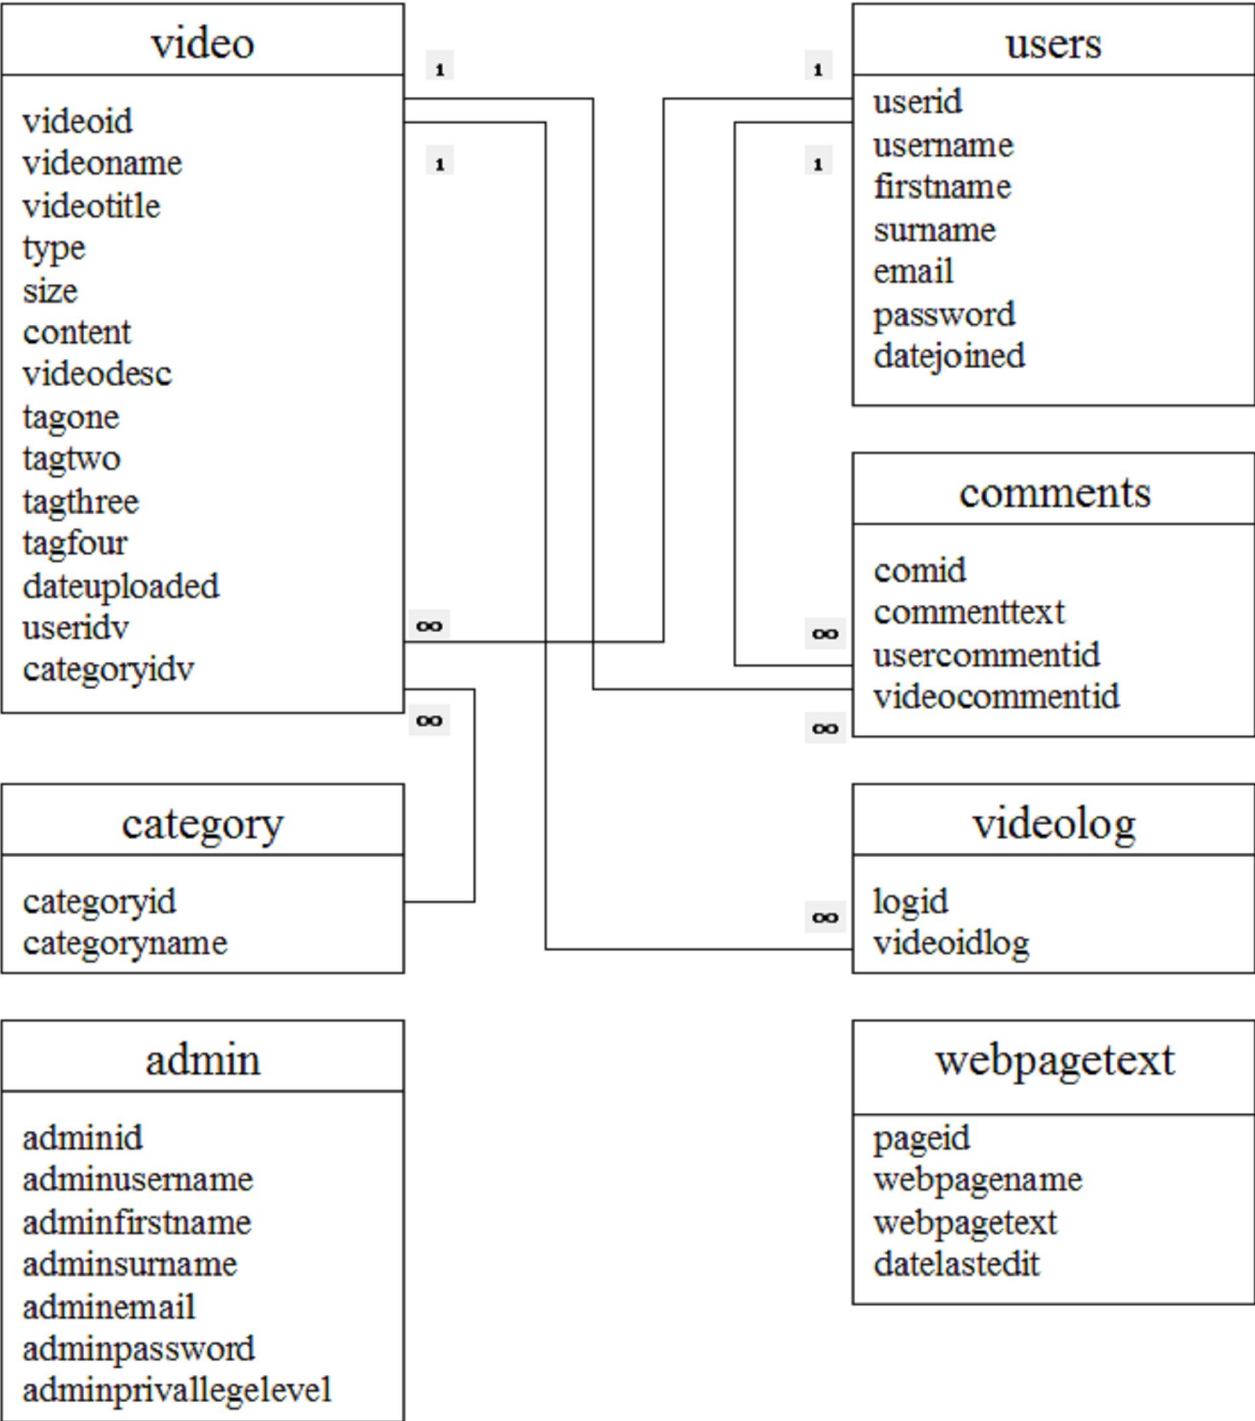 video
videoid
videoname
videotitle
type
size
content
videodesc
tagone
tagtwo
tagthree
tagfour
dateuploaded
useridv
categoryidv
1
1
∞
∞
category
categoryid
categoryname
admin
adminid
adminusername
adminfirstname
adminsurname
adminemail
adminpassword
adminprivallegelevel
users
userid
username
firstname
surname
email
password
datejoined
1
1
comments
comid
commenttext
usercommentid
videocommentid
∞
∞
videolog
logid
videoidlog
∞
webpagetext
pageid
webpagename
webpagetext
datelastedit